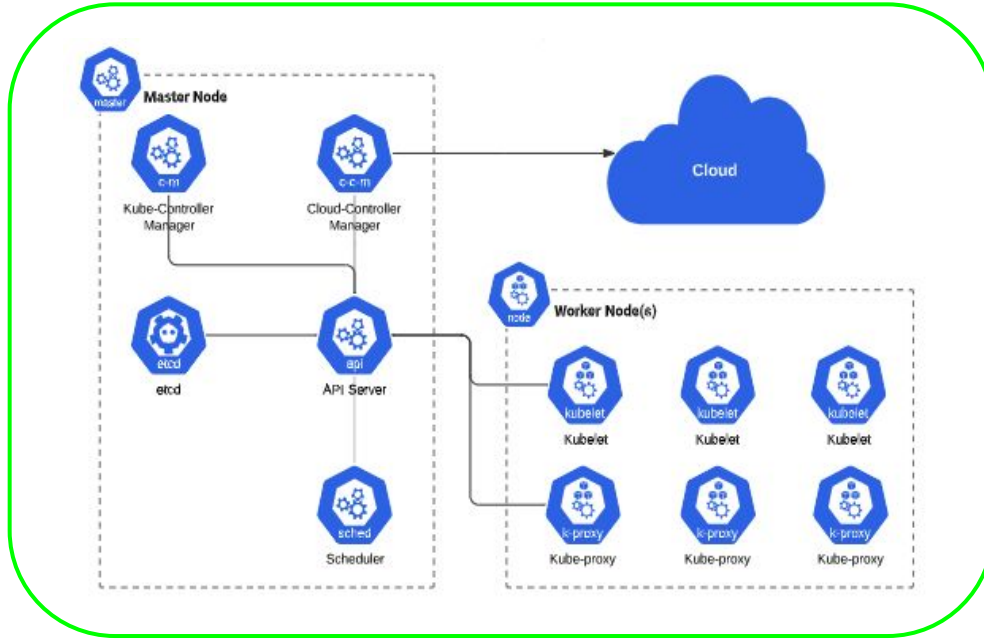 master
Master Node
c-m
c-c-m
Kube-Controller
Manager
Cloud-Controller
Manager
Cloud
etcd
etcd
api
API Server
sched
Scheduler
node
Worker Node(s)
kubelet
kubelet
kubelet
Kubelet
Kubelet
Kubelet
k-proxy
k-proxy
k-proxy
Kube-proxy
Kube-proxy
Kube-proxy